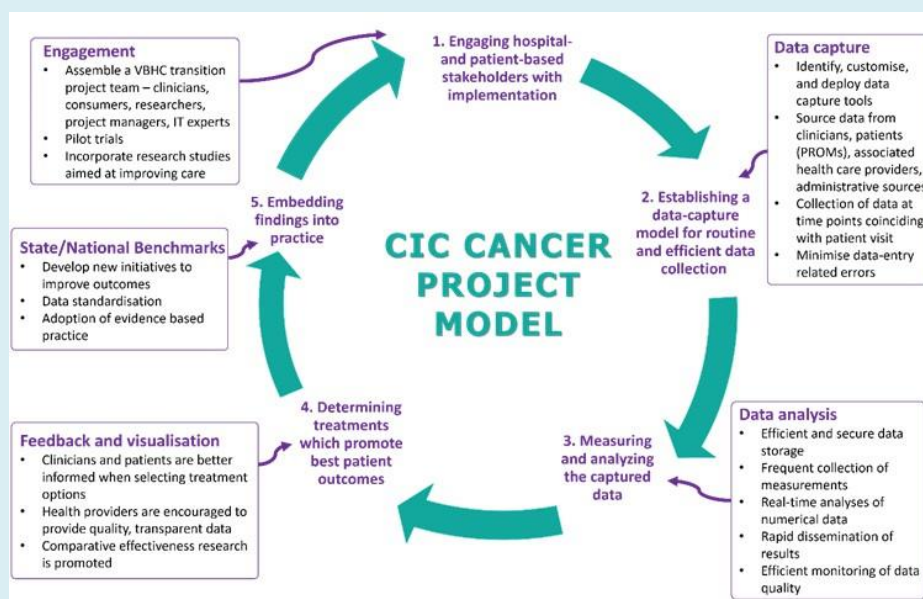 Engagement
• Assemble a VBHC transition
project team – clinicians,
consumers, researchers,
project managers, IT experts
• Pilot trials
• Incorporate research studies
aimed at improving care
1. Engaging hospital-
and patient-based
stakeholders with
implementation
Data capture
• Identify, customise,
and deploy data
capture tools
• Source data from
clinicians, patients
(PROMs), associated
health care providers,
administrative sources
• Collection of data at
time points coinciding
with patient visit
• Minimise data-entry
related errors
2. Establishing a
data-capture
model for routine
and efficient data
collection
CIC CANCER
PROJECT
MODEL
Data analysis
• Efficient and secure data
storage
• Frequent collection of
measurements
• Real-time analyses of
numerical data
• Rapid dissemination of
results
• Efficient monitoring of data
quality
3. Measuring
and analyzing
the captured
data
4. Determining
treatments
which promote
best patient
outcomes
Feedback and visualisation
• Clinicians and patients are better
informed when selecting treatment
options
• Health providers are encouraged to
provide quality, transparent data
• Comparative effectiveness research
is promoted
5. Embedding
findings into
practice
State/National Benchmarks
• Develop new initiatives to
improve outcomes
• Data standardisation
• Adoption of evidence based
practice